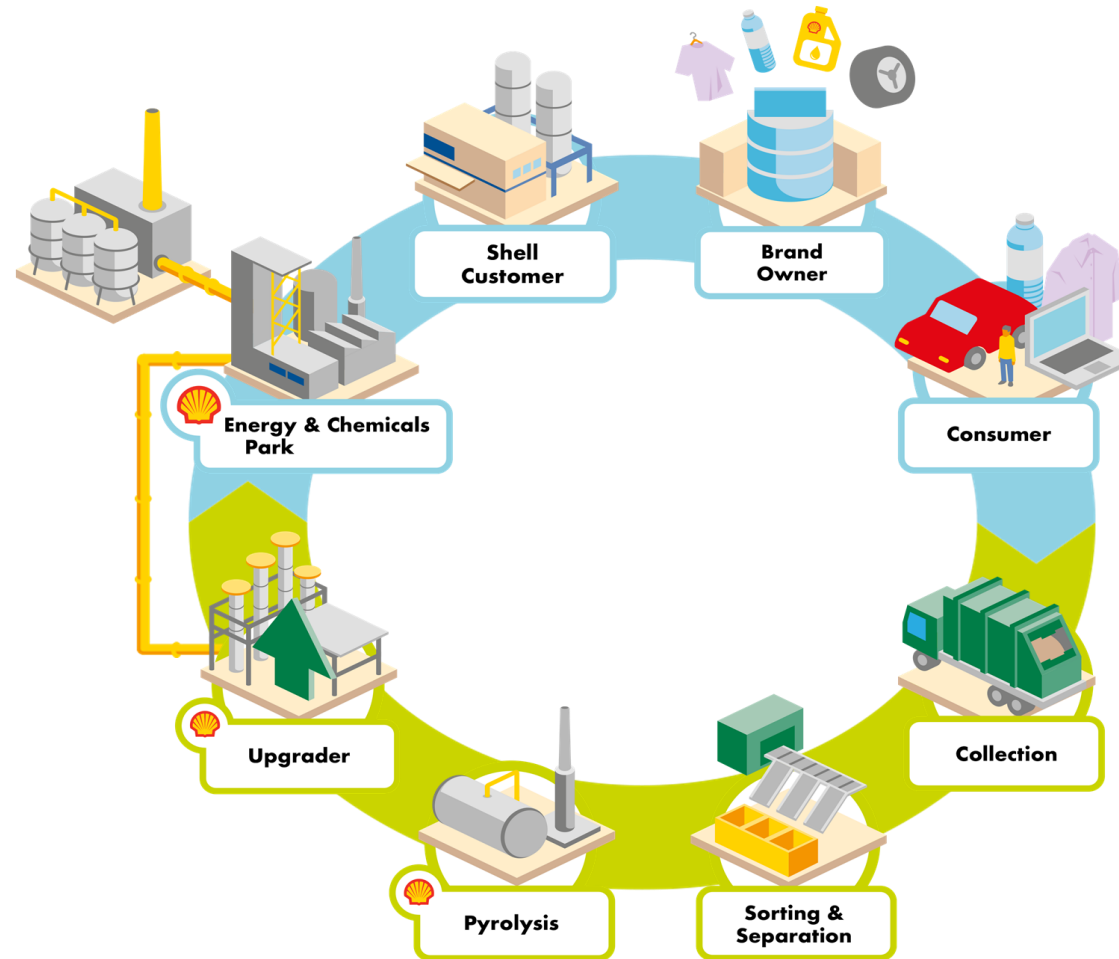 Shell
Customer
Brand
Owner
Energy & Chemicals
Park
Consumer
Upgrader
Collection
Pyrolysis
Sorting &
Separation